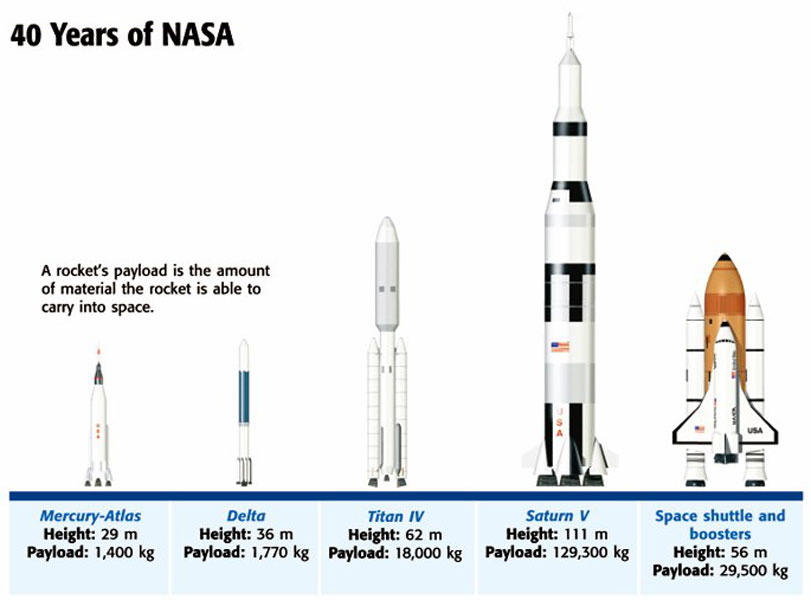 40 Years of NASA
A rocket's payload is the amount
of material the rocket is able to
carry into space.
USA
USA
Mercury-Atlas
Height: 29 m
Payload: 1,400 kg
Delta
Height: 36 m
Payload: 1,770 kg
Titan IV
Height: 62 m
Payload: 18,000 kg
Saturn V
Height: 111 m
Payload: 129,300 kg
Space shuttle and
boosters
Height: 56 m
Payload: 29,500 kg